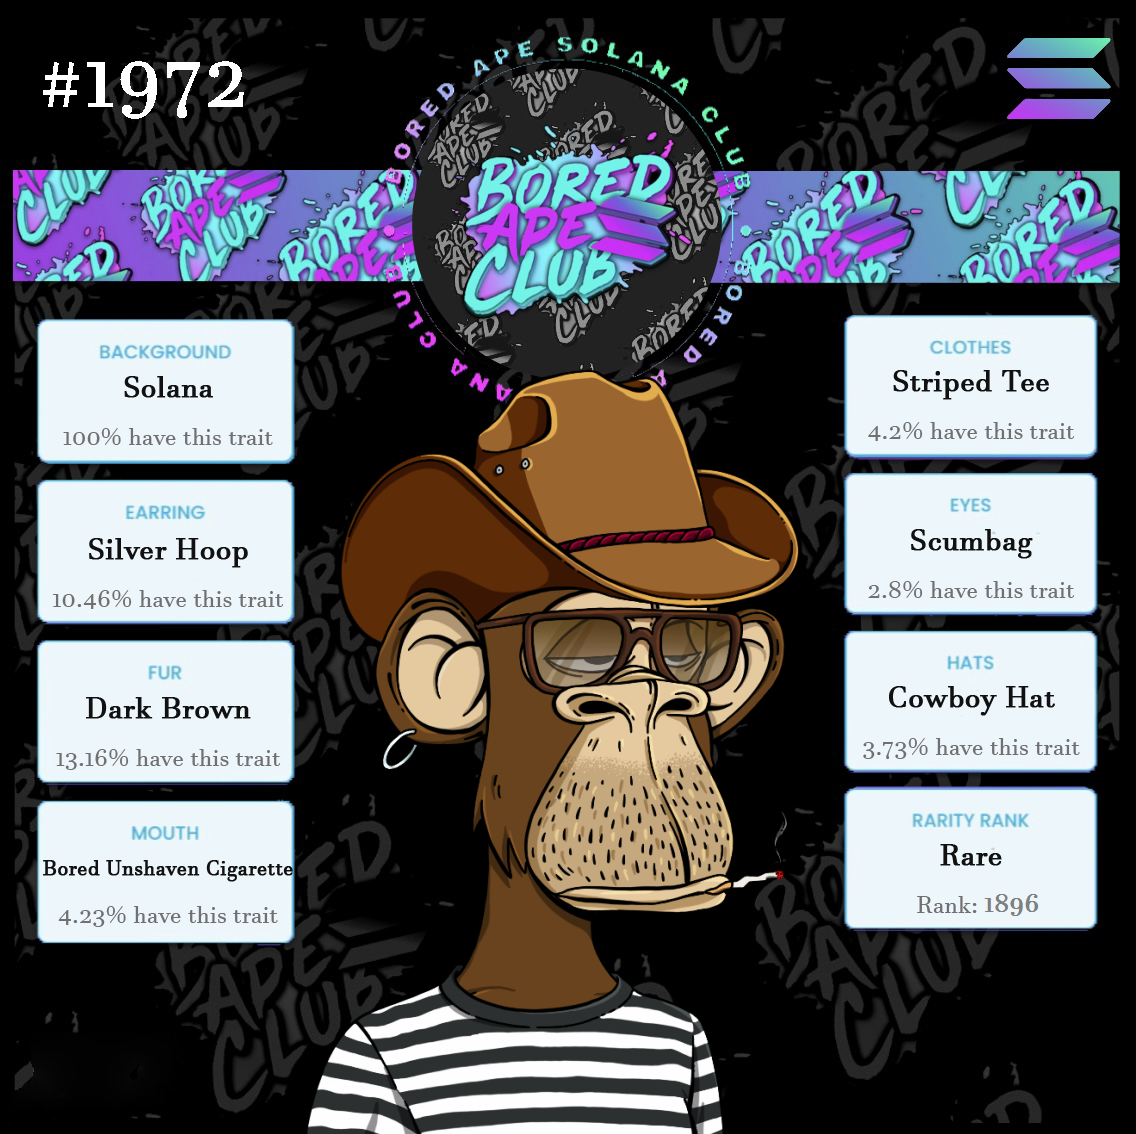 #1972
BORED APE SOLANA CLUB
BORED
APE
CLUB
BACKGROUND
Solana
100% have this trait
EARRING
Silver Hoop
10.46% have this trait
FUR
Dark Brown
13.16% have this trait
MOUTH
Bored Unshaven Cigarette
4.23% have this trait
CLOTHES
Striped Tee
4.2% have this trait
EYES
Scumbag
2.8% have this trait
HATS
Cowboy Hat
3.73% have this trait
RARITY RANK
Rare
Rank: 1896